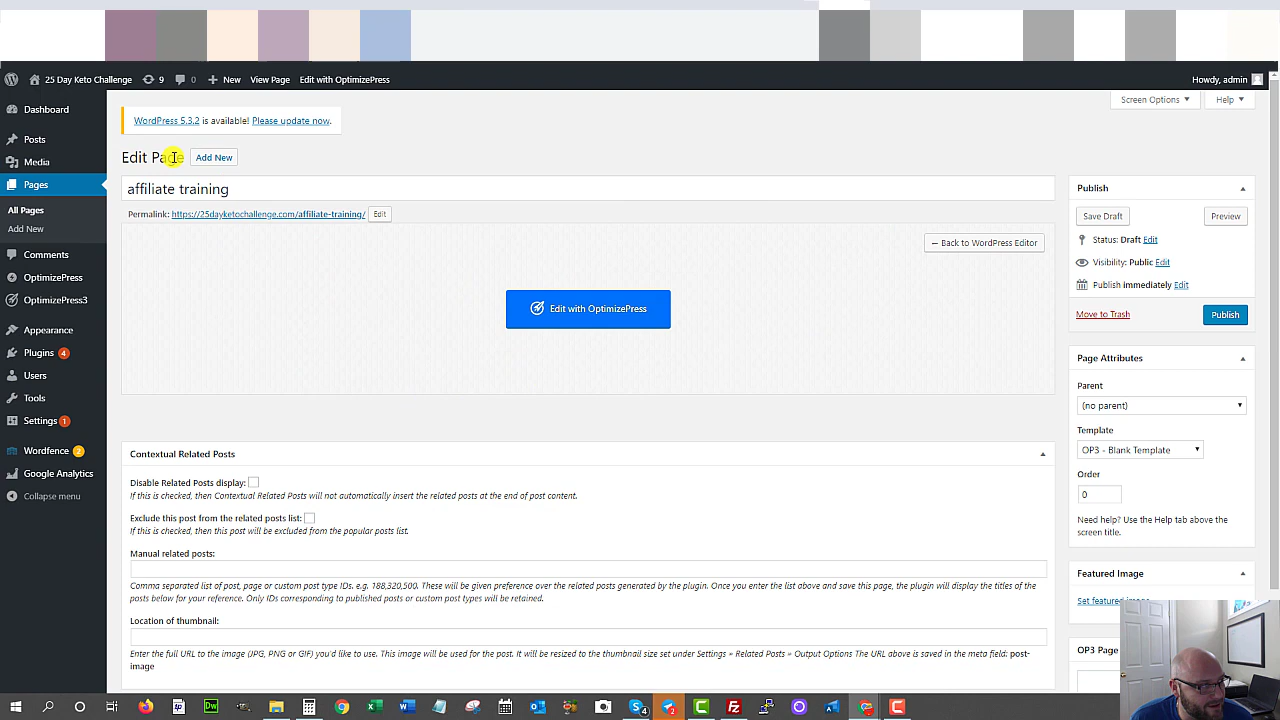 25 Day Keto Challenge 9 0 New View Page Edit with OptimizePress Howdy, admin
Screen Options Help
WordPress 5.3.2 is available! Please update now.
Edit Page Add New
affiliate training
Permalink: https://25dayketochallenge.com/affiliate-training/ Edit
← Back to WordPress Editor
Edit with OptimizePress
Dashboard
Posts
Media
Pages
All Pages
Add New
Comments
OptimizePress
OptimizePress3
Appearance
Plugins 4
Users
Tools
Settings 1
Wordfence 2
Google Analytics
Collapse menu
Contextual Related Posts
Disable Related Posts display:
If this is checked, then Contextual Related Posts will not automatically insert the related posts at the end of post content.
Exclude this post from the related posts list:
If this is checked, then this post will be excluded from the popular posts list.
Manual related posts:
Comma separated list of post, page or custom post type IDs. e.g. 188,320,500. These will be given preference over the related posts generated by the plugin. Once you enter the list above and save this page, the plugin will display the titles of the
posts below for your reference. Only IDs corresponding to published posts or custom post types will be retained.
Location of thumbnail:
Enter the full URL to the image (JPG, PNG or GIF) you'd like to use. This image will be used for the post. It will be resized to the thumbnail size set under Settings » Related Posts » Output Options The URL above is saved in the meta field: post-
image
Publish
Save Draft Preview
Status: Draft Edit
Visibility: Public Edit
Publish immediately Edit
Move to Trash Publish
Page Attributes
Parent
(no parent)
Template
OP3 - Blank Template
Order
0
Need help? Use the Help tab above the
screen title.
Featured Image
Set featured
OP3 Page